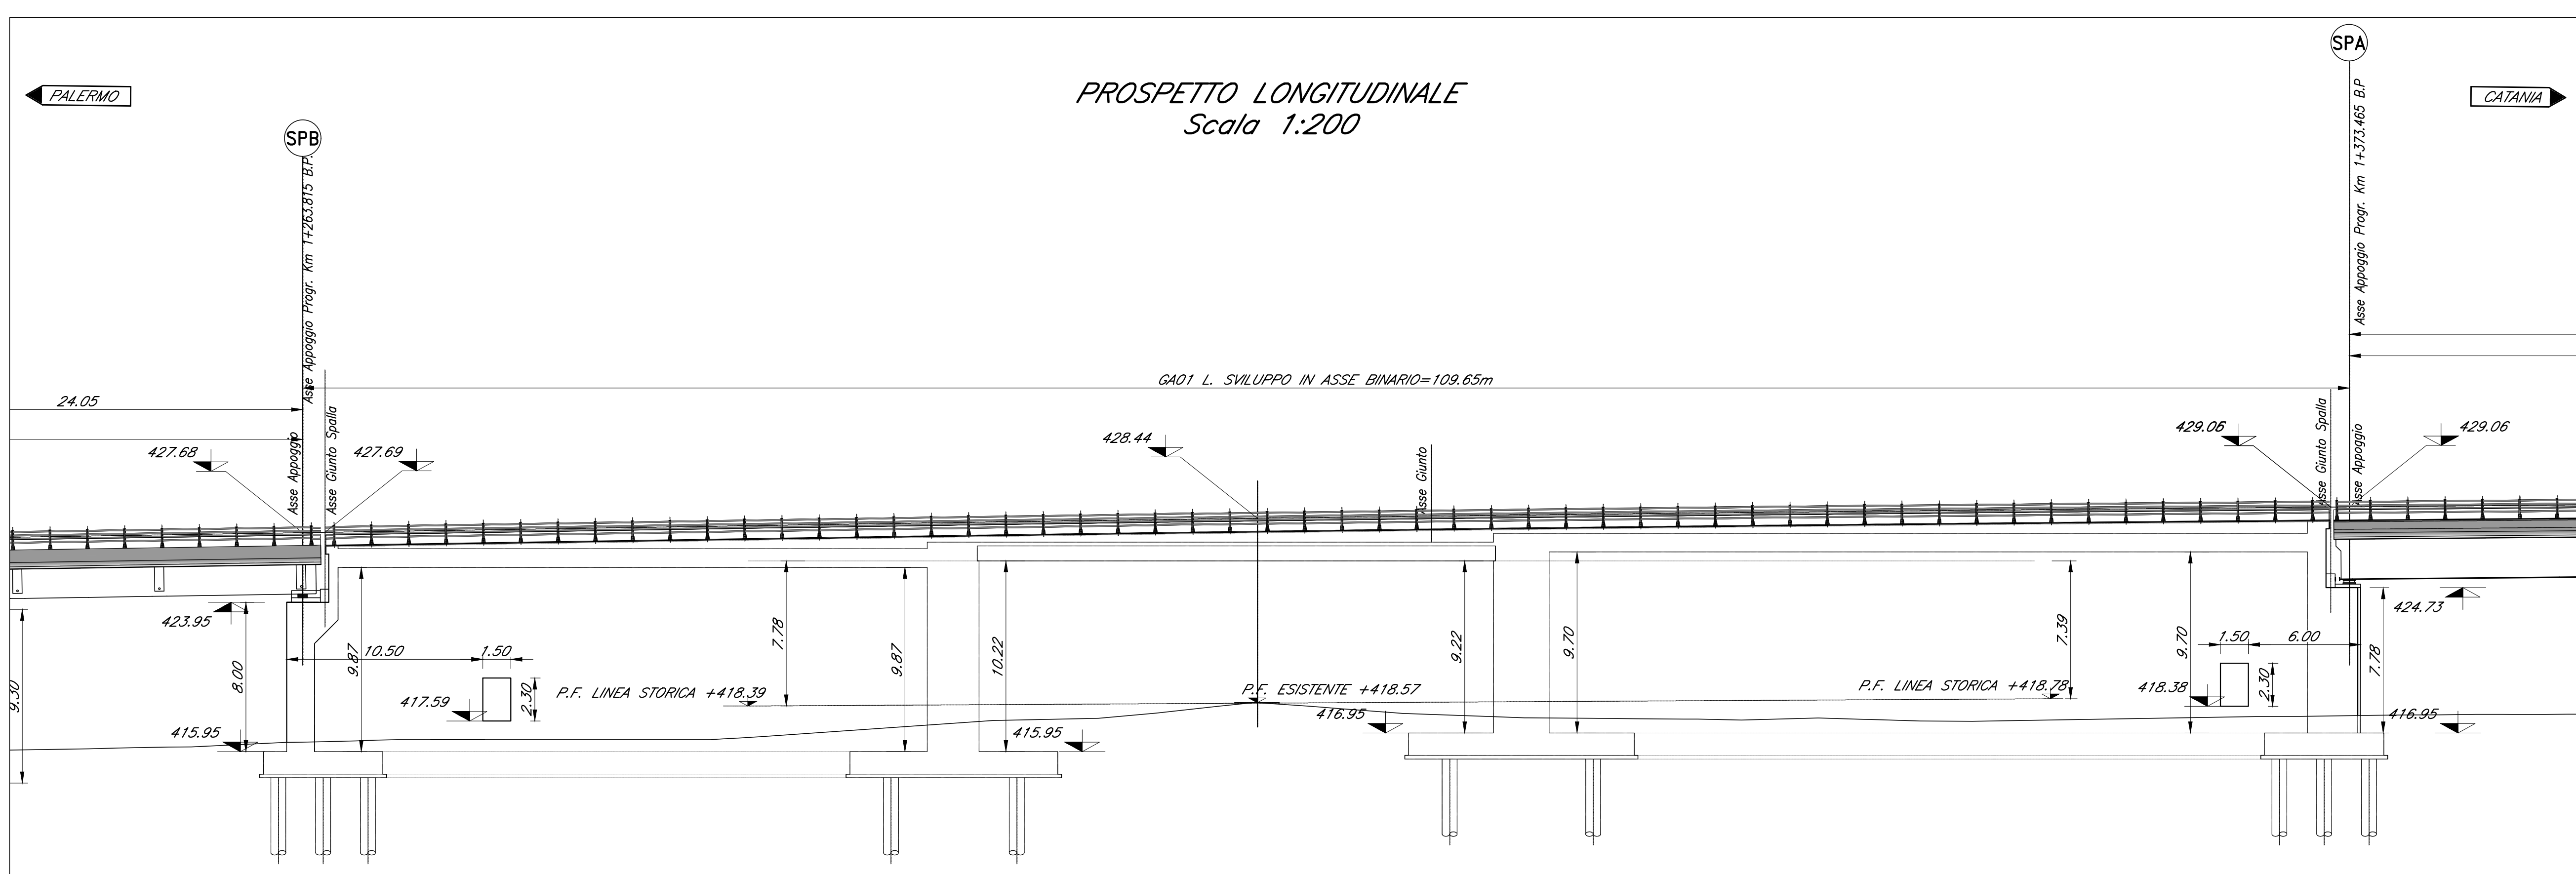 SPA
PALERMO
PROSPETTO LONGITUDINALE
Scala 1:200
CATANIA
SPB
Asse Appoggio Progr. Km 1+263.815 B.P.
Asse Appoggio Progr. Km 1+373.465 B.P
GA01 L. SVILUPPO IN ASSE BINARIO=109.65m
24.05
427.68
Asse Appoggio
Asse Giunto Spalla
427.69
428.44
Asse Giunto
429.06
Asse Giunto Spalla
Asse Appoggio
429.06
423.95
424.73
9.30
8.00
10.50
9.87
1.50
417.59
2.30
P.F. LINEA STORICA +418.39
7.78
9.87
10.22
P.F. ESISTENTE +418.57
9.22
9.70
P.F. LINEA STORICA +418.78
7.39
9.70
1.50
6.00
418.38
2.30
7.78
415.95
415.95
416.95
416.95